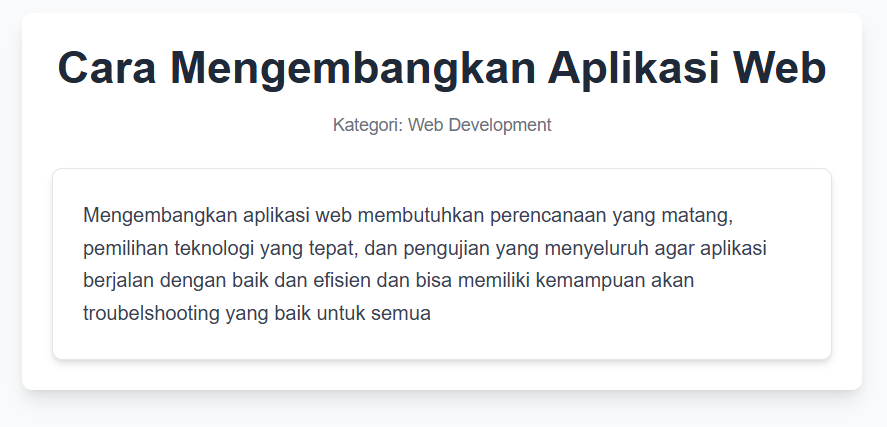 Cara Mengembangkan Aplikasi Web
Kategori: Web Development
Mengembangkan aplikasi web membutuhkan perencanaan yang matang,
pemilihan teknologi yang tepat, dan pengujian yang menyeluruh agar aplikasi
berjalan dengan baik dan efisien dan bisa memiliki kemampuan akan
troubelshooting yang baik untuk semua